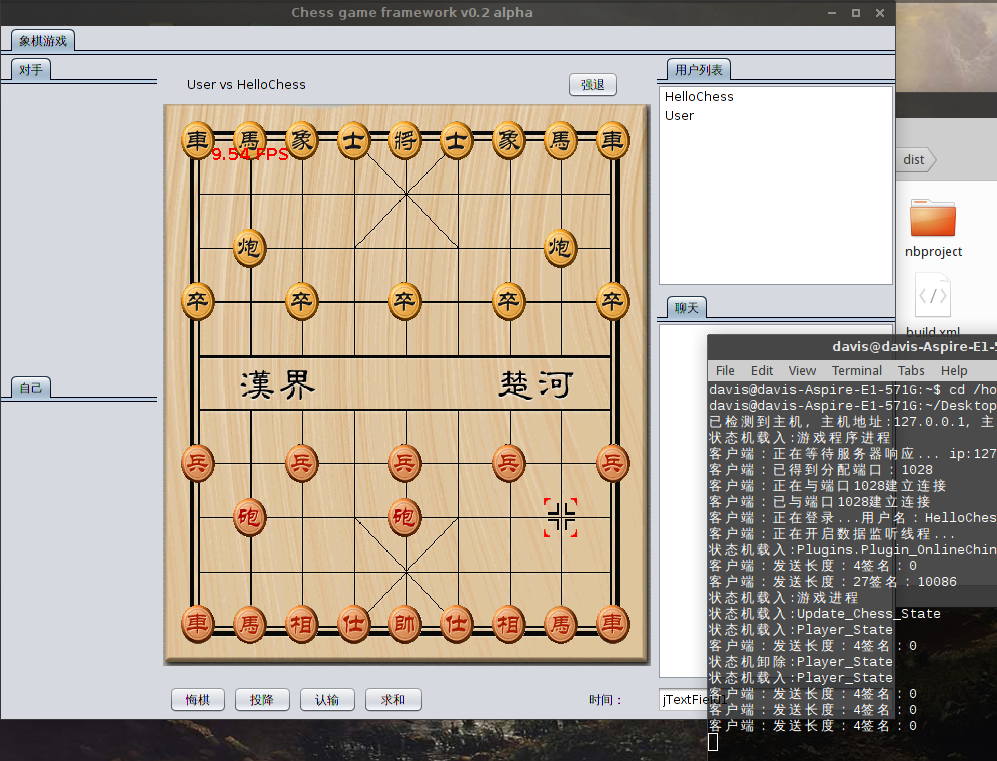 Chess game framework v0.2 alpha
象棋游戏
对手
User vs HelloChess
强退
用户列表
HelloChess
User
dist
nbproject
build.xml
車 馬 象 士 将 士 象 馬 車
9.54 FPS
炮 炮
卒 卒 卒 卒 卒
漢界 楚河
自己
兵 兵 兵 兵 兵
砲 砲
車 馬 相 仕 帥 仕 相 馬 車
聊天
悔棋 投降 认输 求和
时间：
jTextField1
davis@davis-Aspire-E1-5
File Edit View Terminal Tabs Help
davis@davis-Aspire-E1-571G:~$ cd /ho
davis@davis-Aspire-E1-571G:~/Desktop
已检测到主机, 主机地址:127.0.0.1, 主
状态机载入:游戏程序进程
客户端：正在等待服务器响应... ip:127
客户端：已得到分配端口：1028
客户端：正在与端口1028建立连接
客户端：已与端口1028建立连接
客户端：正在登录...用户名：HelloChes
客户端：正在开启数据监听线程...
状态机载入:Plugins.Plugin_OnlineChin
客户端：发送长度：4签名：0
客户端：发送长度：27签名：10086
状态机载入:游戏进程
状态机载入:Update_Chess_State
状态机载入:Player_State
客户端：发送长度：4签名：0
状态机卸除:Player_State
状态机载入:Player_State
客户端：发送长度：4签名：0
客户端：发送长度：4签名：0
客户端：发送长度：4签名：0